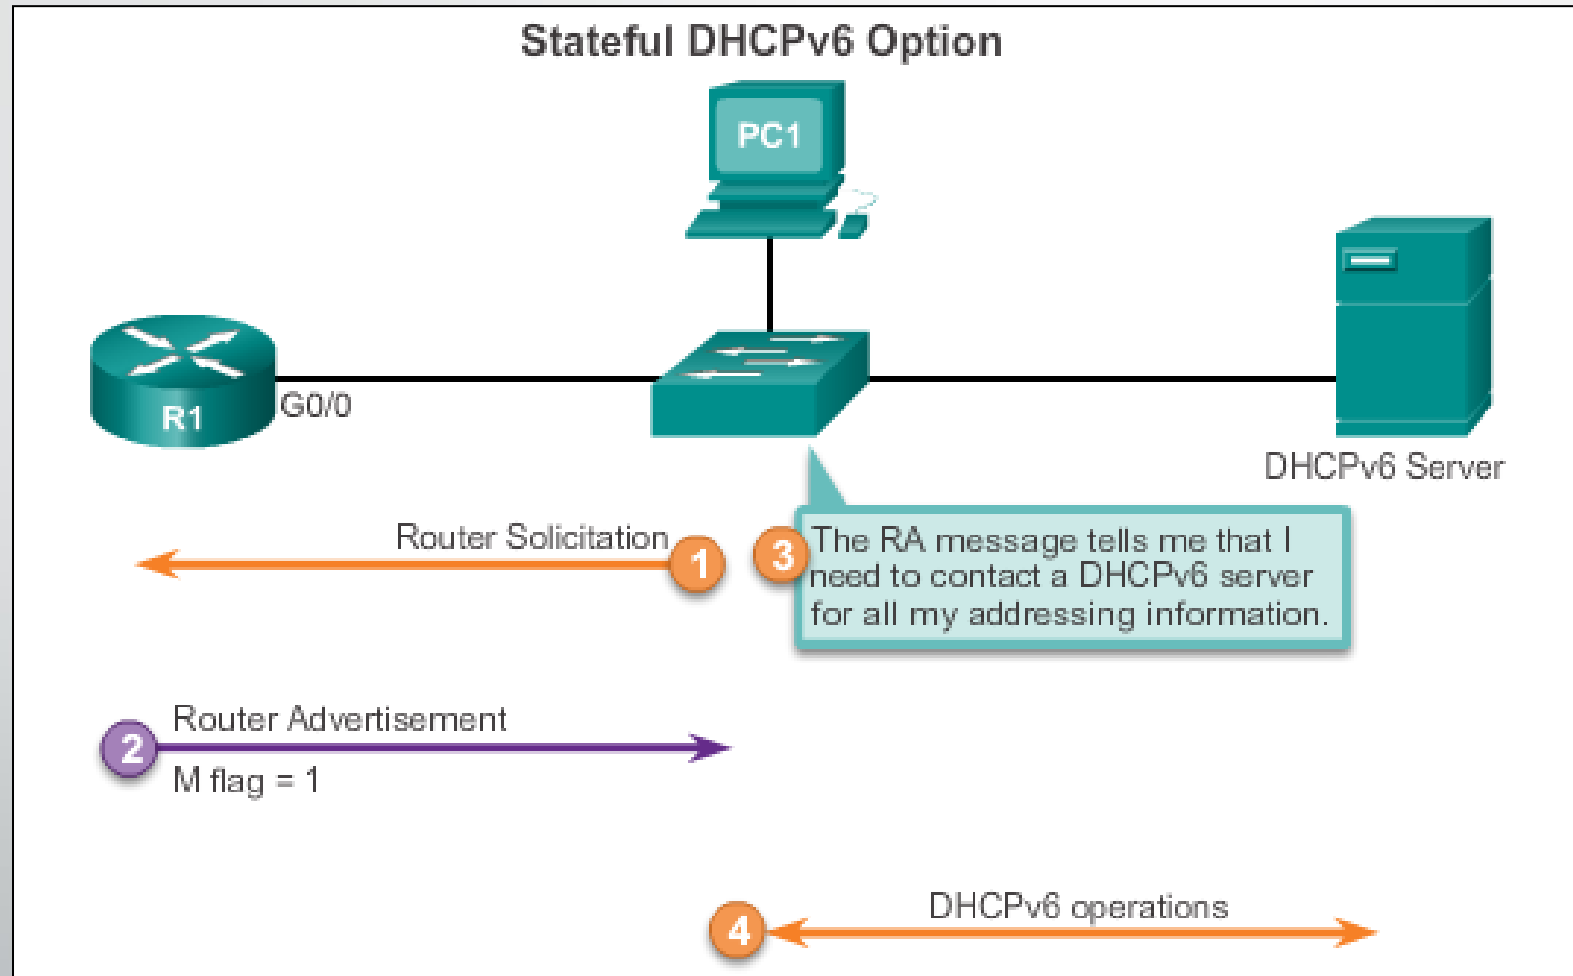 Stateful DHCPv6 Option
PC1
R1
G0/0
DHCPv6 Server
Router Solicitation
1
3
The RA message tells me that I
need to contact a DHCPv6 server
for all my addressing information.
2
Router Advertisement
M flag = 1
4
DHCPv6 operations